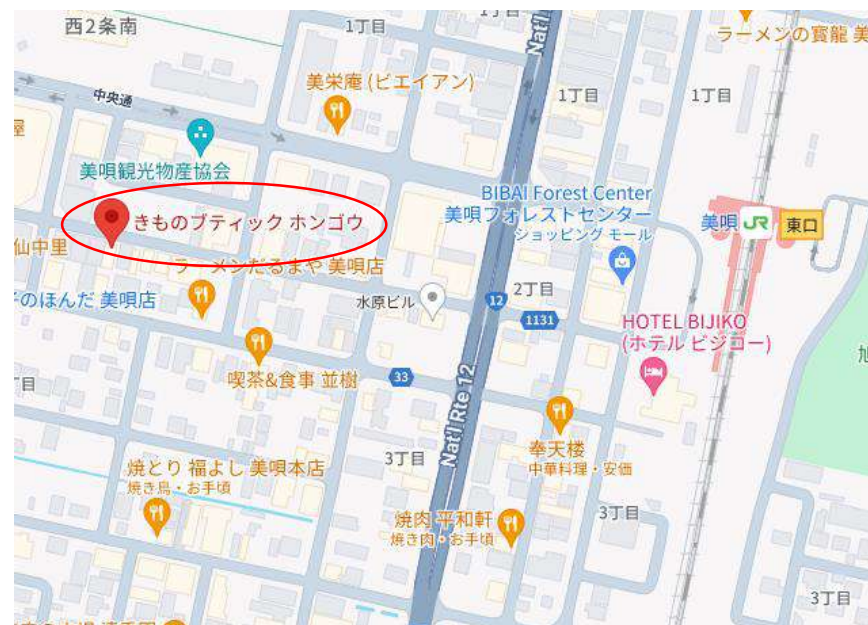 西2条南
1丁目
1丁目
Nat'l
ラーメンの寳龍 美
美栄庵 (ビエイアン)
中央通
1丁目
1丁目
屋
美唄観光物産協会
BIBAI Forest Center
美唄フォレストセンター
ショッピング モール
美唄 JR 東口
きものブティック ホンゴウ
仙中里
ラーメンだるまや 美唄店
のほんだ 美唄店
水原ビル
12
2丁目
1131
HOTEL BIJIKO
(ホテル ビジコー)
旭
喫茶&食事 並樹
33
丁目
Nat'l Rte 12
3丁目
奉天楼
中華料理・安価
焼とり 福よし 美唄本店
焼き鳥・お手頃
焼肉 平和軒
焼き肉・お手頃
3丁目
3丁目